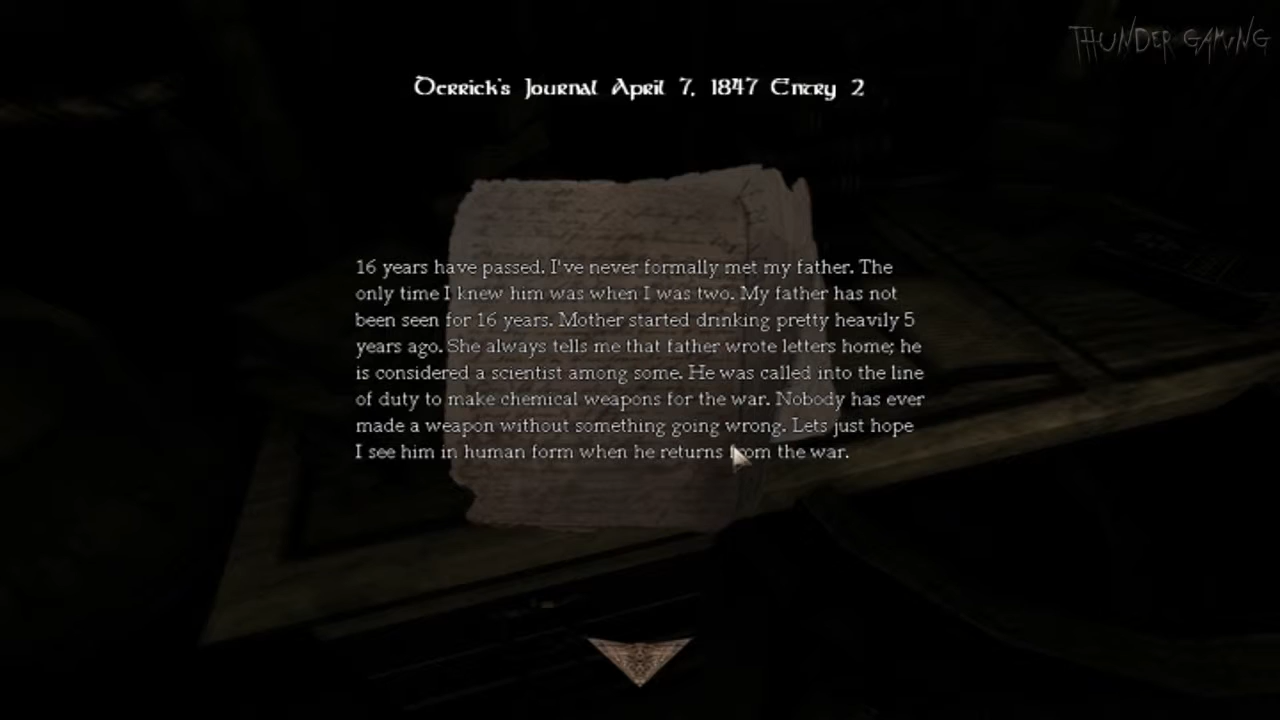 THUNDER GAMING
Derrick's Journal April 7, 1847 Entry 2
16 years have passed. I've never formally met my father. The
only time I knew him was when I was two. My father has not
been seen for 16 years. Mother started drinking pretty heavily 5
years ago. She always tells me that father wrote letters home; he
is considered a scientist among some. He was called into the line
of duty to make chemical weapons for the war. Nobody has ever
made a weapon without something going wrong. Lets just hope
I see him in human form when he returns from the war.